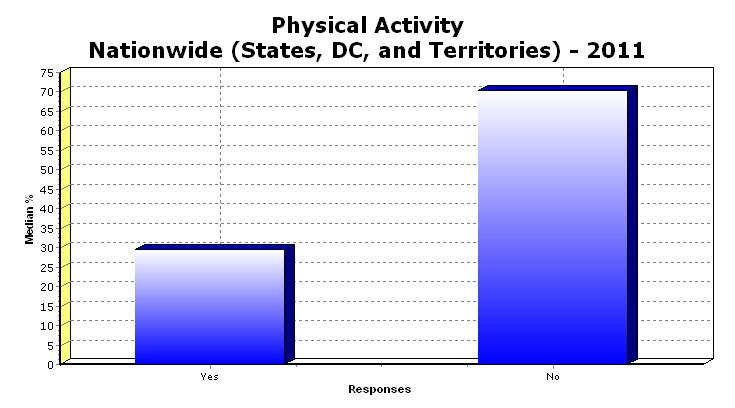 Physical Activity
Nationwide (States, DC, and Territories) - 2011
75
70
65
60
55
50
45
40
35
30
25
20
15
10
5
0
Median %
Yes
No
Responses